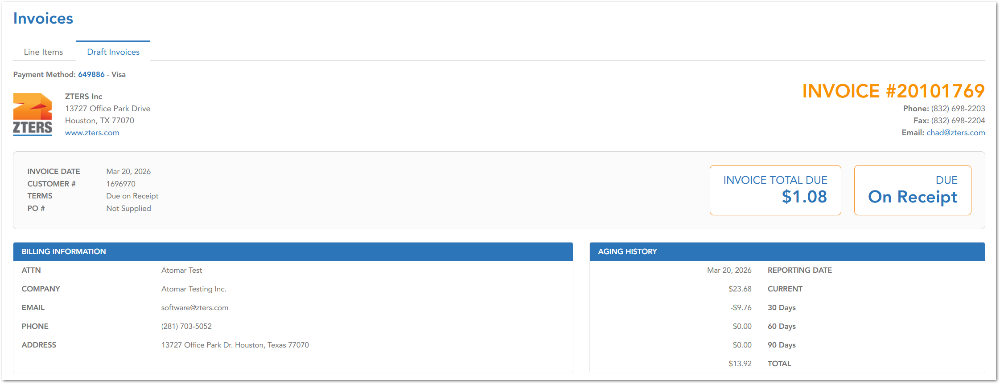 Invoices
Line Items
Draft Invoices
Payment Method: 649886 - Visa
ZTERS
ZTERS Inc
13727 Office Park Drive
Houston, TX 77070
www.zters.com
INVOICE #20101769
Phone: (832) 698-2203
Fax: (832) 698-2204
Email: chad@zters.com
INVOICE DATE Mar 20, 2026
CUSTOMER # 1696970
TERMS Due on Receipt
PO # Not Supplied
INVOICE TOTAL DUE
$1.08
DUE
On Receipt
BILLING INFORMATION
ATTN Atomar Test
COMPANY Atomar Testing Inc.
EMAIL software@zters.com
PHONE (281) 703-5052
ADDRESS 13727 Office Park Dr. Houston, Texas 77070
AGING HISTORY
Mar 20, 2026 REPORTING DATE
$23.68 CURRENT
-$9.76 30 Days
$0.00 60 Days
$0.00 90 Days
$13.92 TOTAL